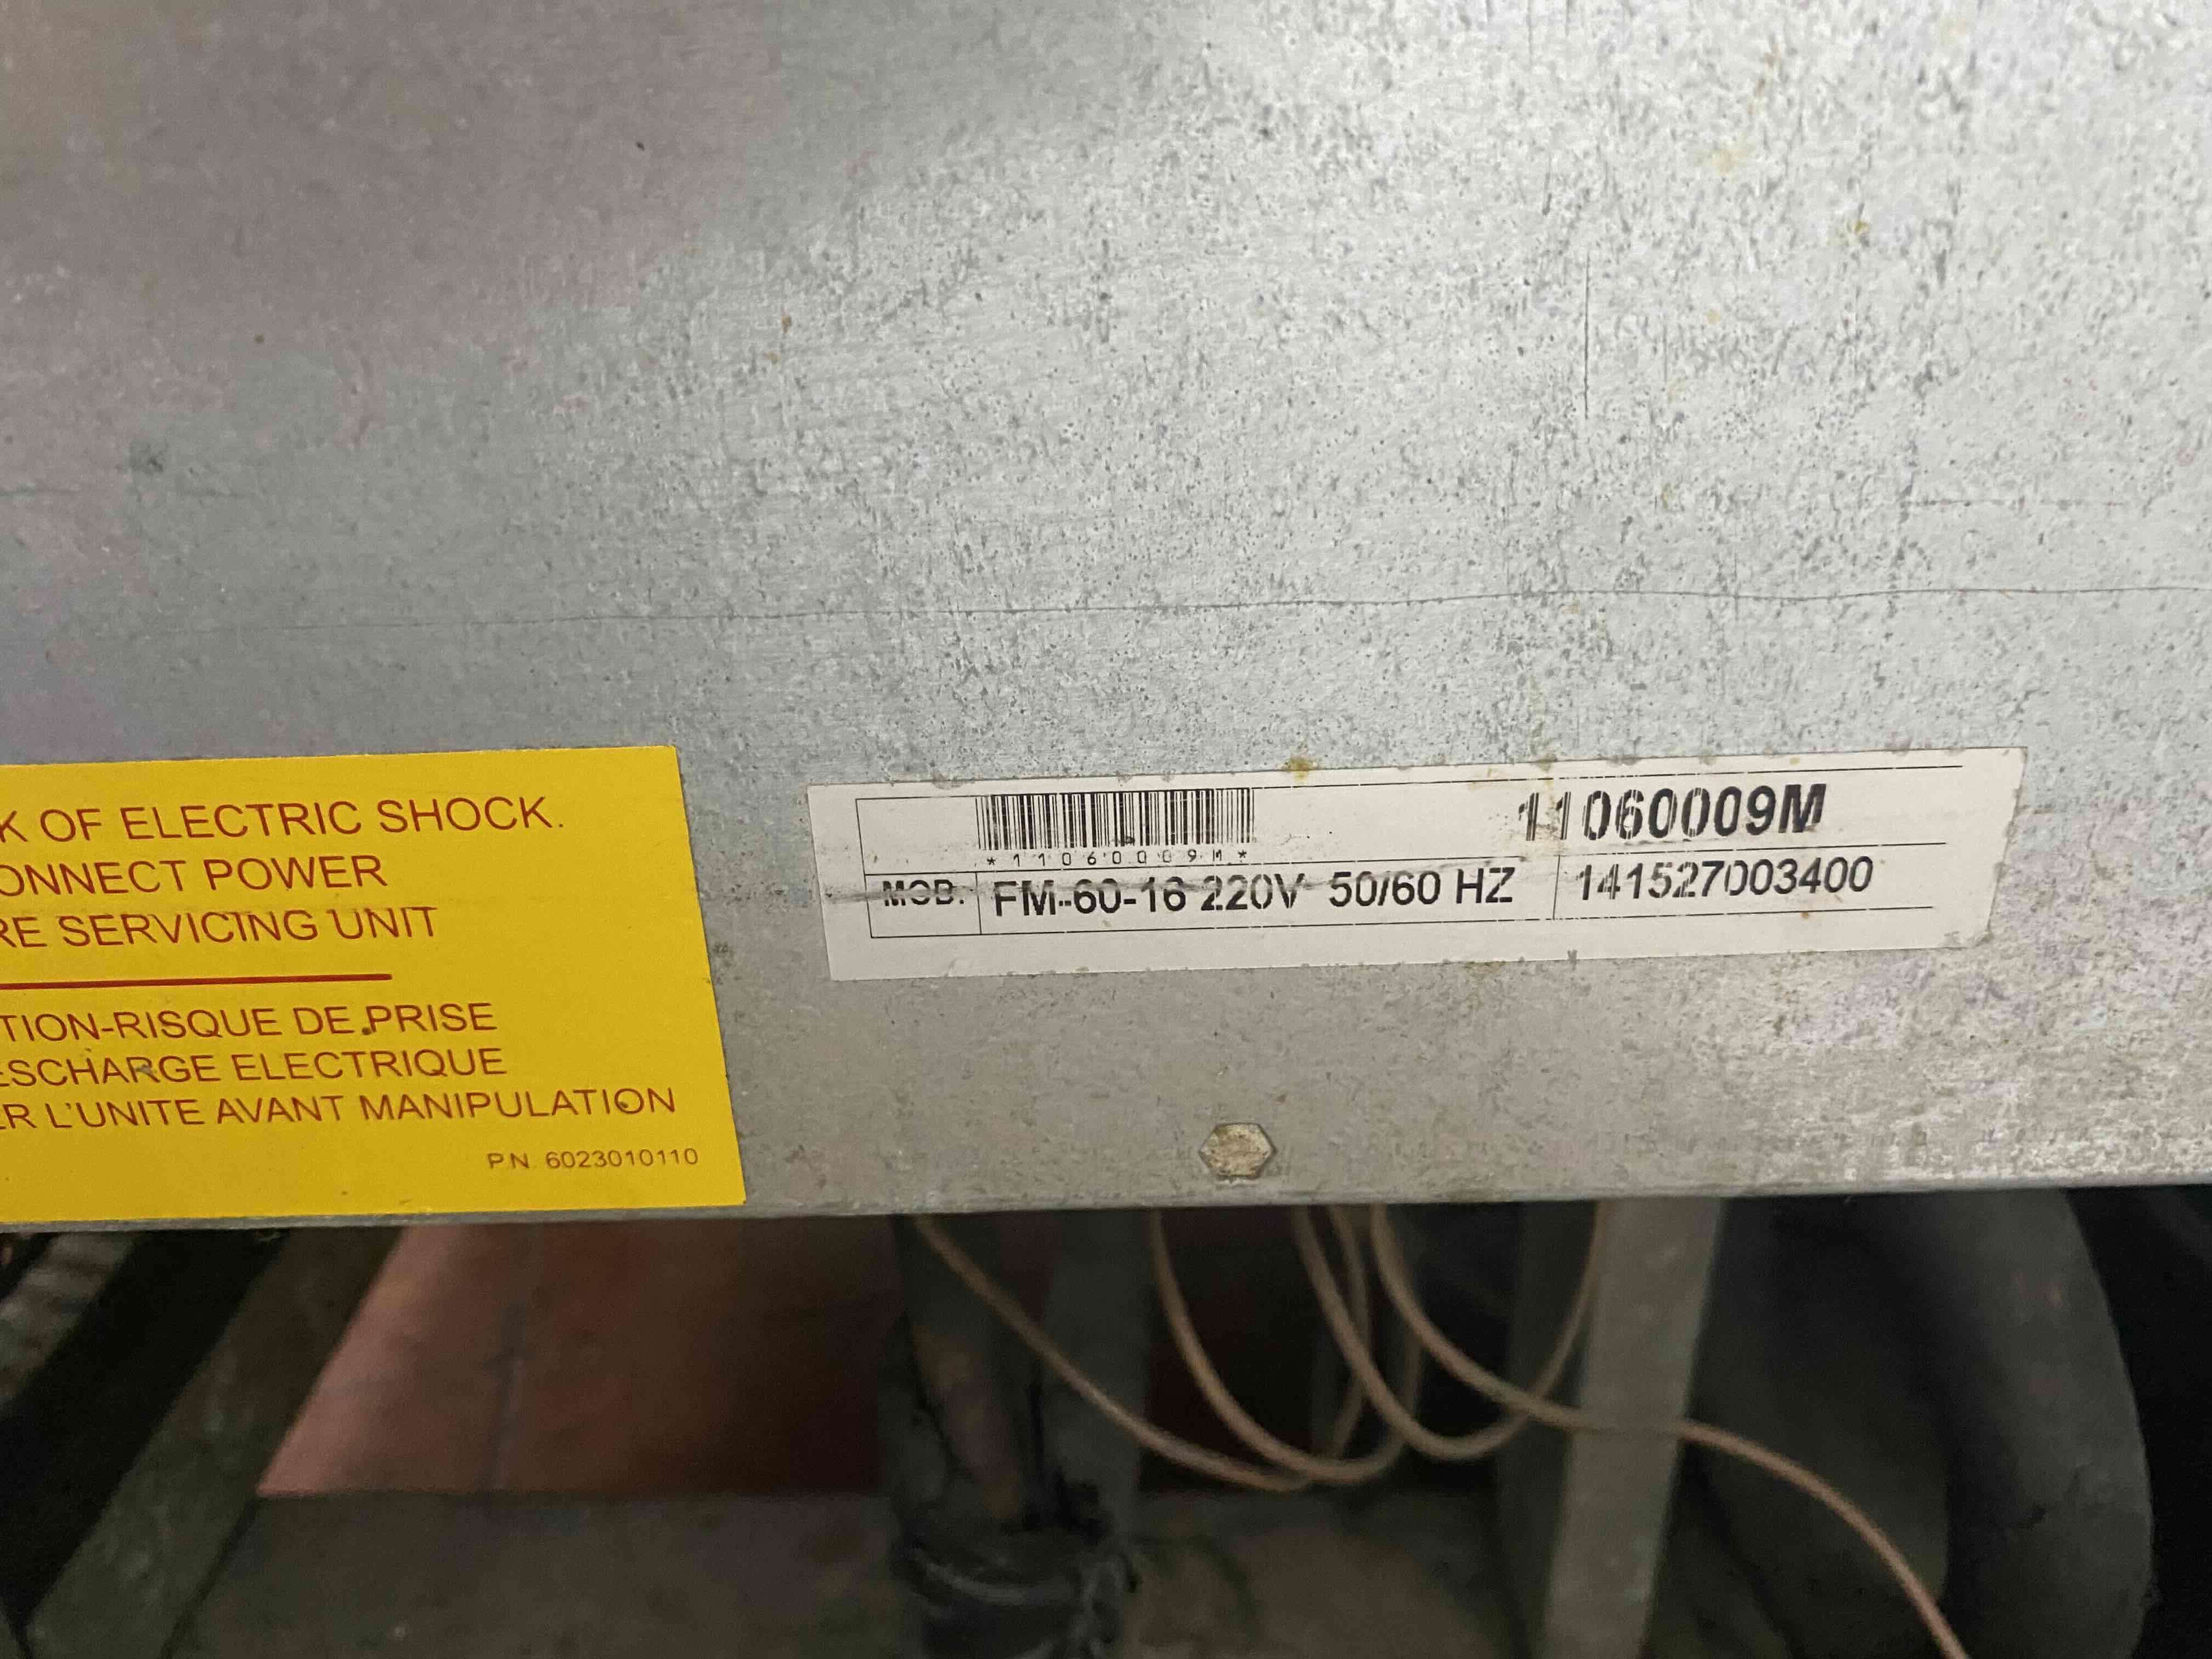 K OF ELECTRIC SHOCK.
ONNECT POWER
RE SERVICING UNIT
TION-RISQUE DE PRISE
ESCHARGE ELECTRIQUE
ER L'UNITE AVANT MANIPULATION
P.N. 6023010110
11060009M
*11060009M*
MOD. FM-60-16 220V 50/60 HZ 141527003400